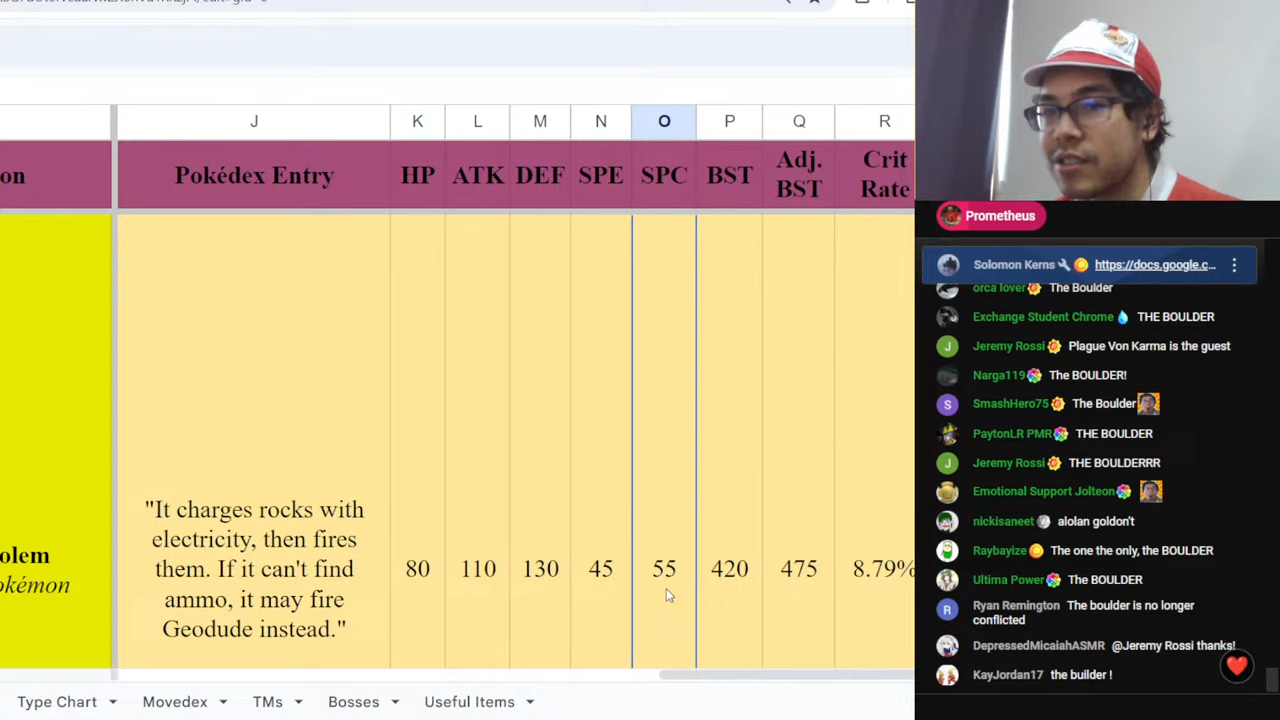 J K L M N O P Q R
on Pokédex Entry HP ATK DEF SPE SPC BST Adj. BST Crit Rate
"It charges rocks with
electricity, then fires
them. If it can't find
ammo, it may fire
Geodude instead."
olem
okémon
80 110 130 45 55 420 475 8.79%
Type Chart Movedex TMs Bosses Useful Items
Prometheus
Solomon Kerns https://docs.google.c...
orca lover The Boulder
Exchange Student Chrome THE BOULDER
Jeremy Rossi Plague Von Karma is the guest
Narga119 The BOULDER!
SmashHero75 The Boulder
PaytonLR PMR THE BOULDER
Jeremy Rossi THE BOULDERRR
Emotional Support Jolteon
nickisaneet alolan goldon't
Raybayize The one the only, the BOULDER
Ultima Power The BOULDER
Ryan Remington The boulder is no longer
conflicted
DepressedMicaiahASMR @Jeremy Rossi thanks!
KayJordan17 the builder !